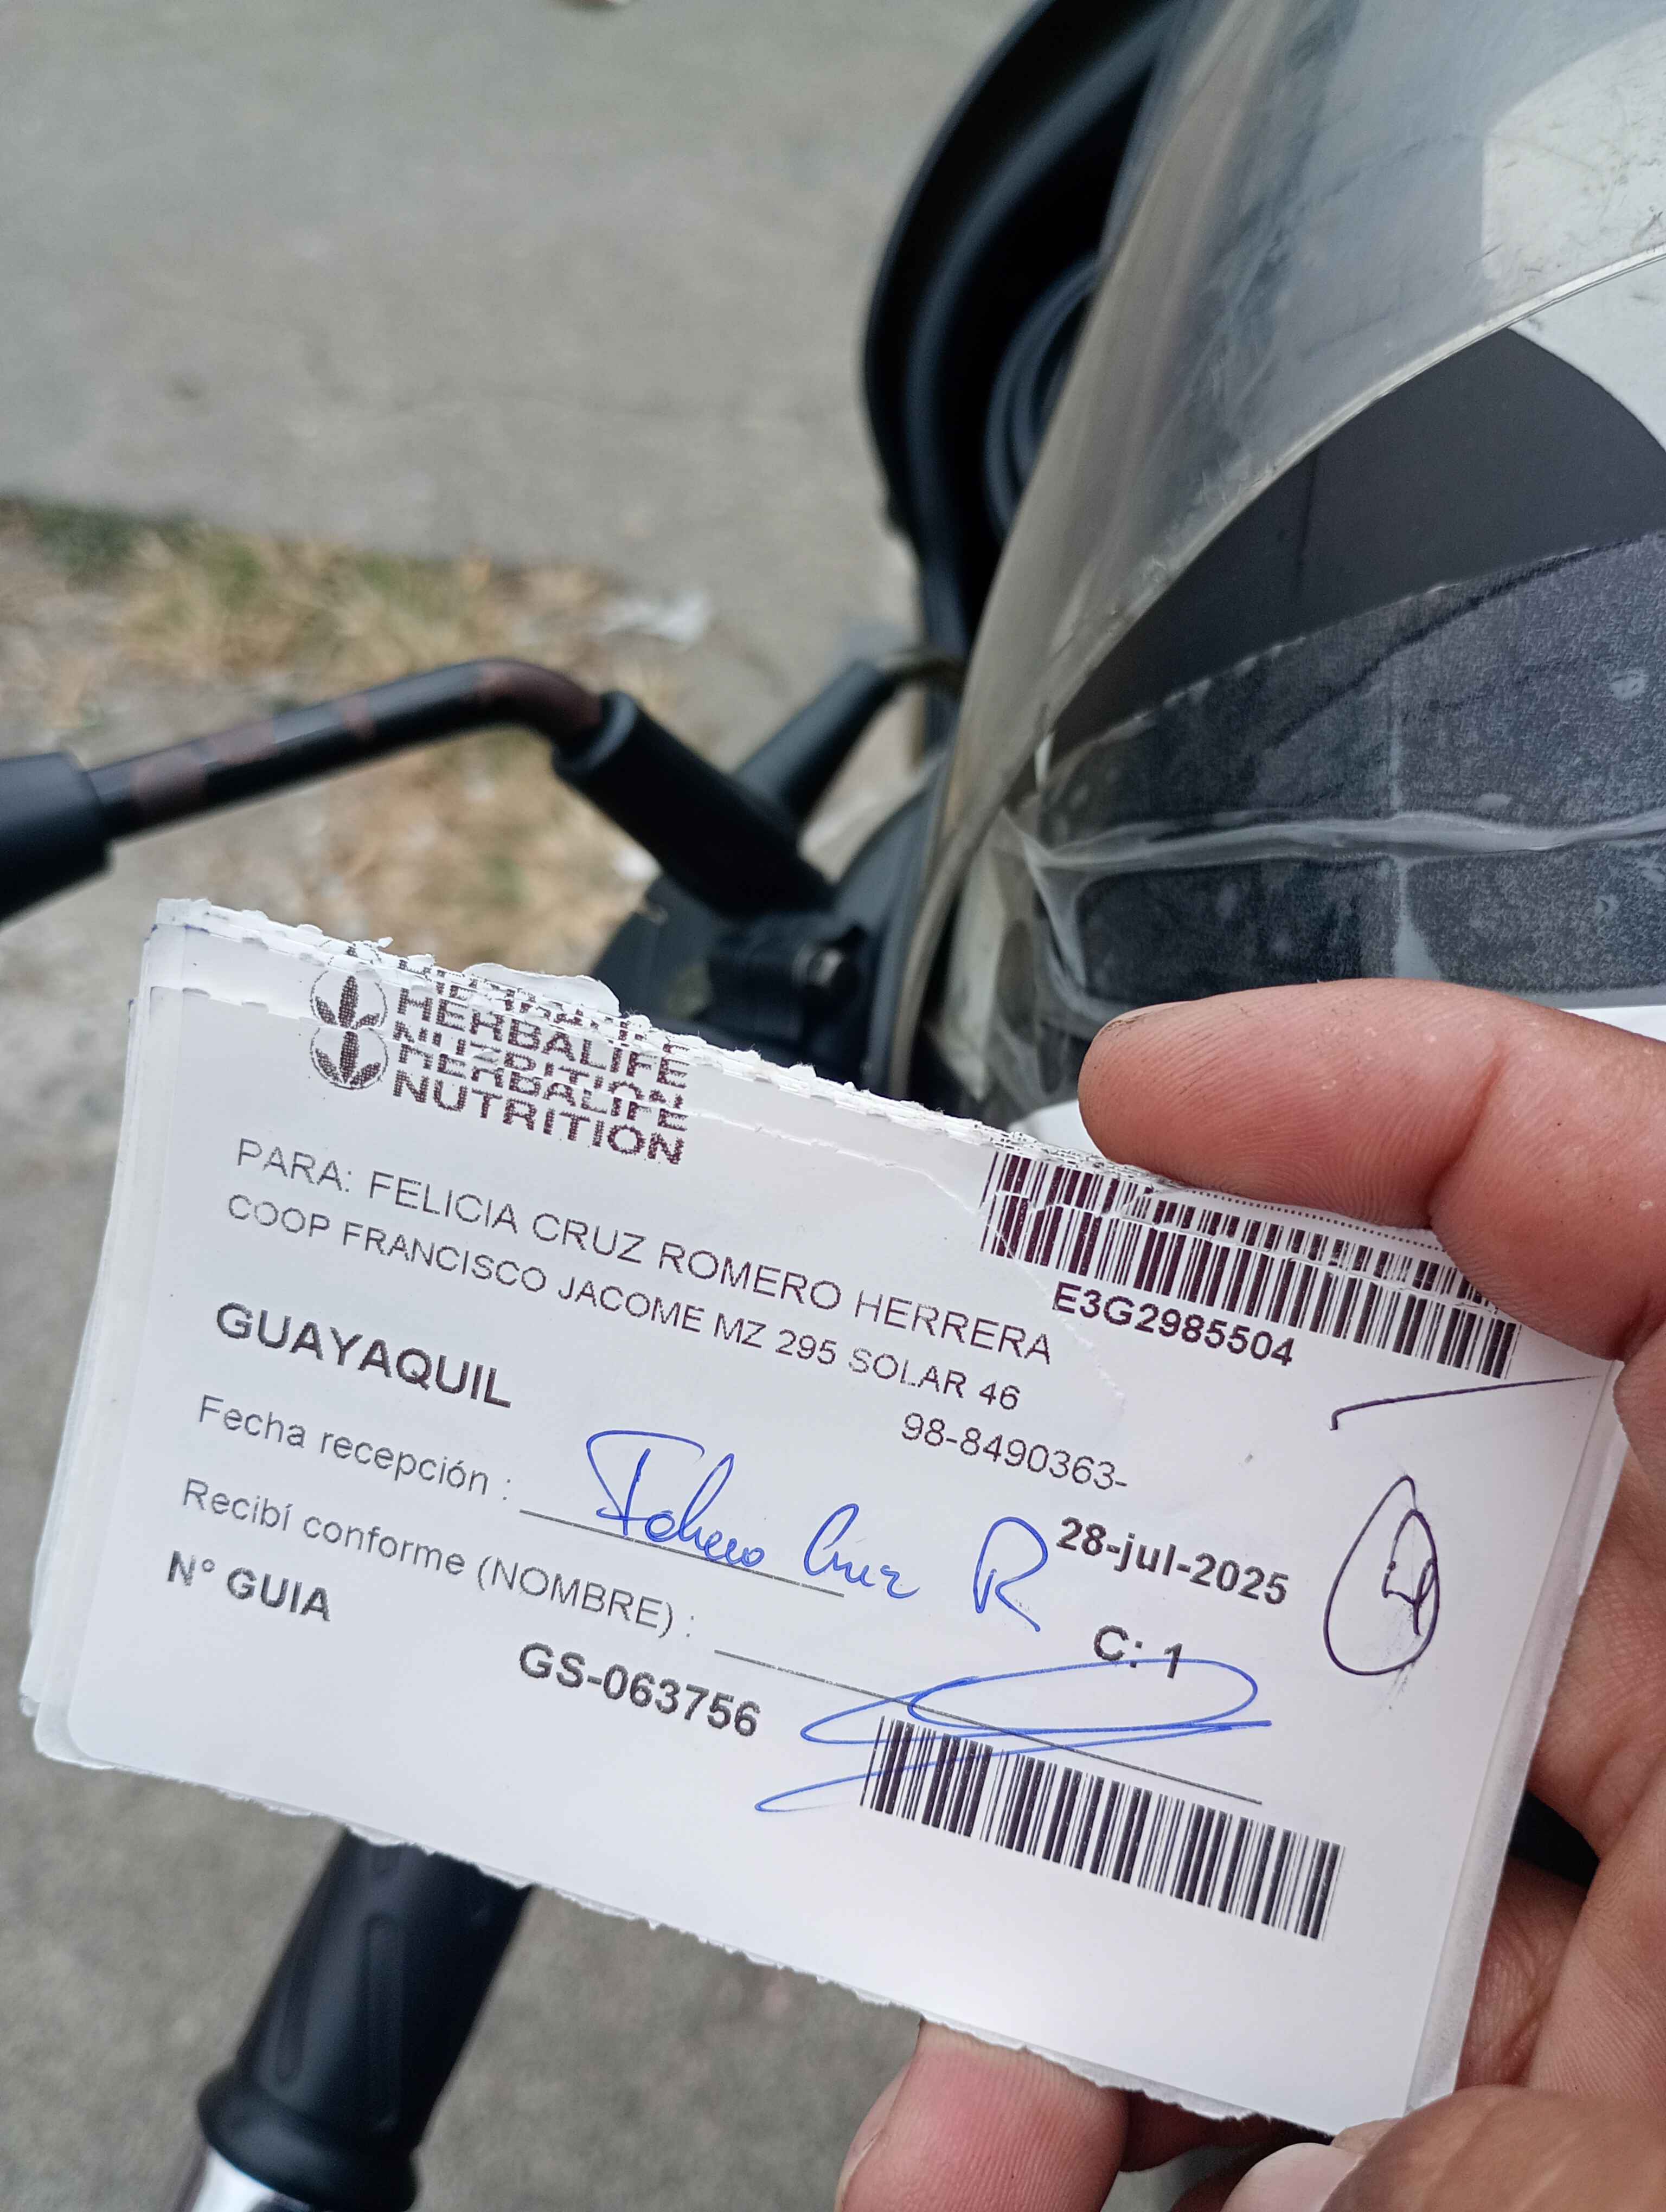 HERBALIFE
HERBALIFE
NUTRITION
PARA: FELICIA CRUZ ROMERO HERRERA
E3G2985504
COOP FRANCISCO JACOME MZ 295 SOLAR 46
98-8490363-
GUAYAQUIL
Fecha recepción : Cruz R 28-jul-2025
Recibí conforme (NOMBRE) : C: 1
N° GUIA GS-063756